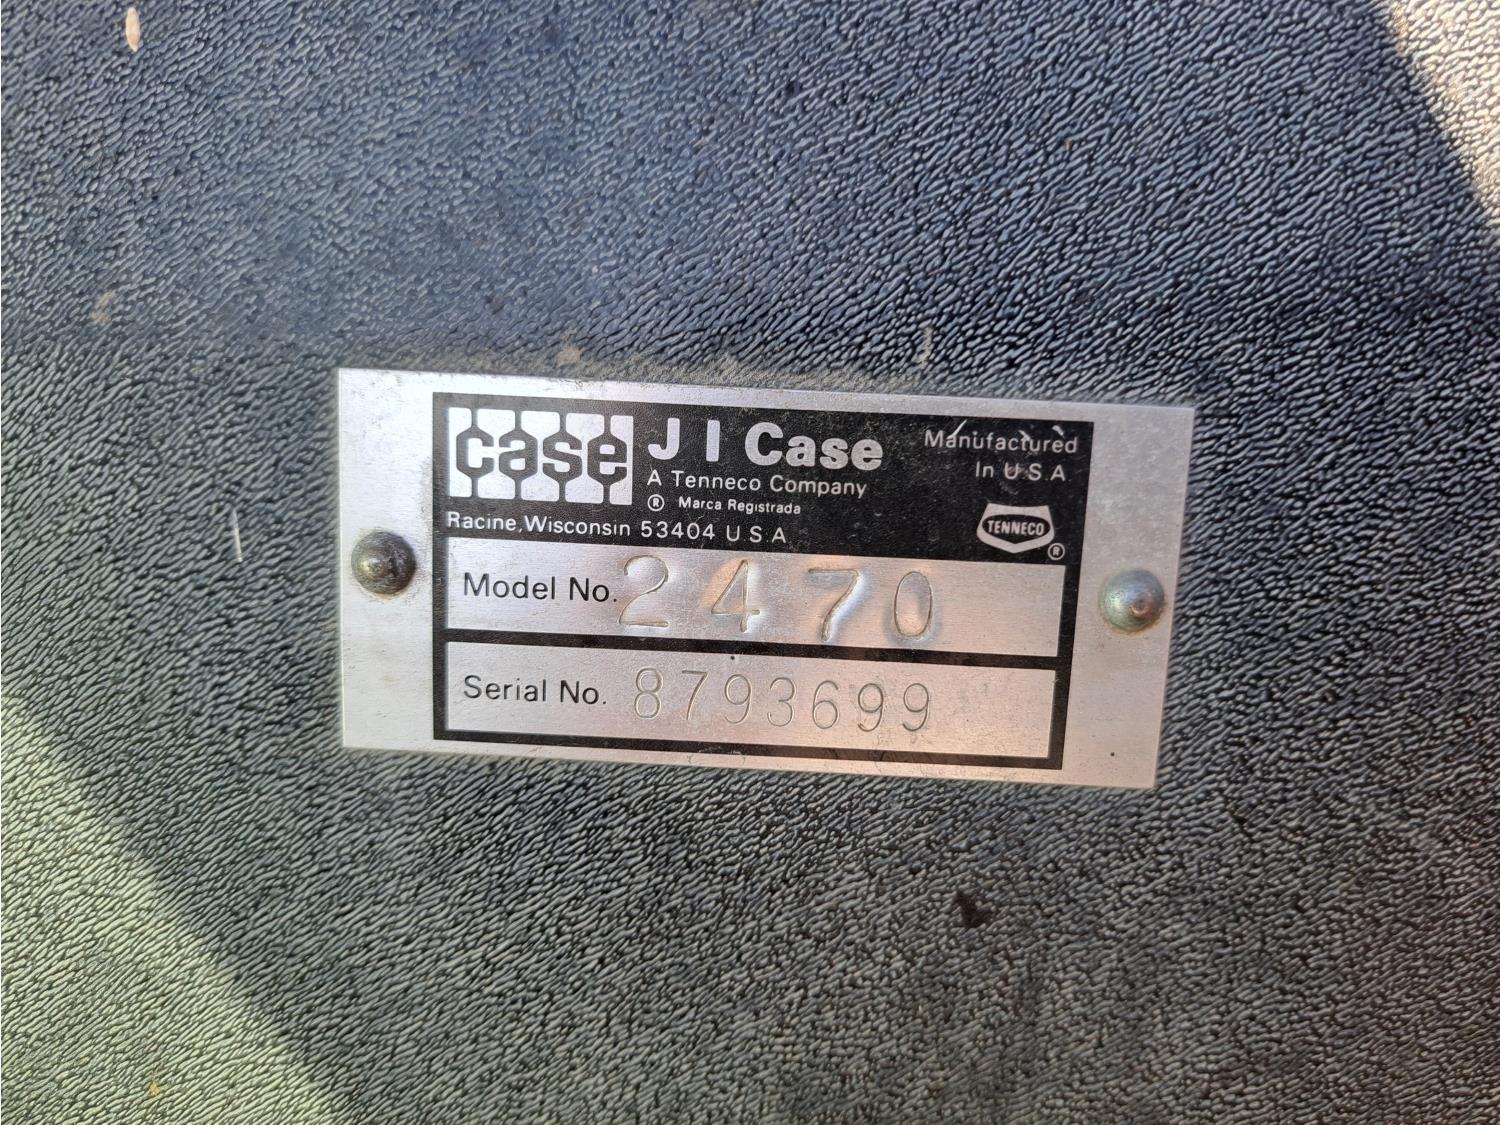 case
J I Case
A Tenneco Company
® Marca Registrada
Racine, Wisconsin 53404 U S A
Manufactured
In U.S.A
TENNECO
®
Model No. 2470
Serial No. 8793699